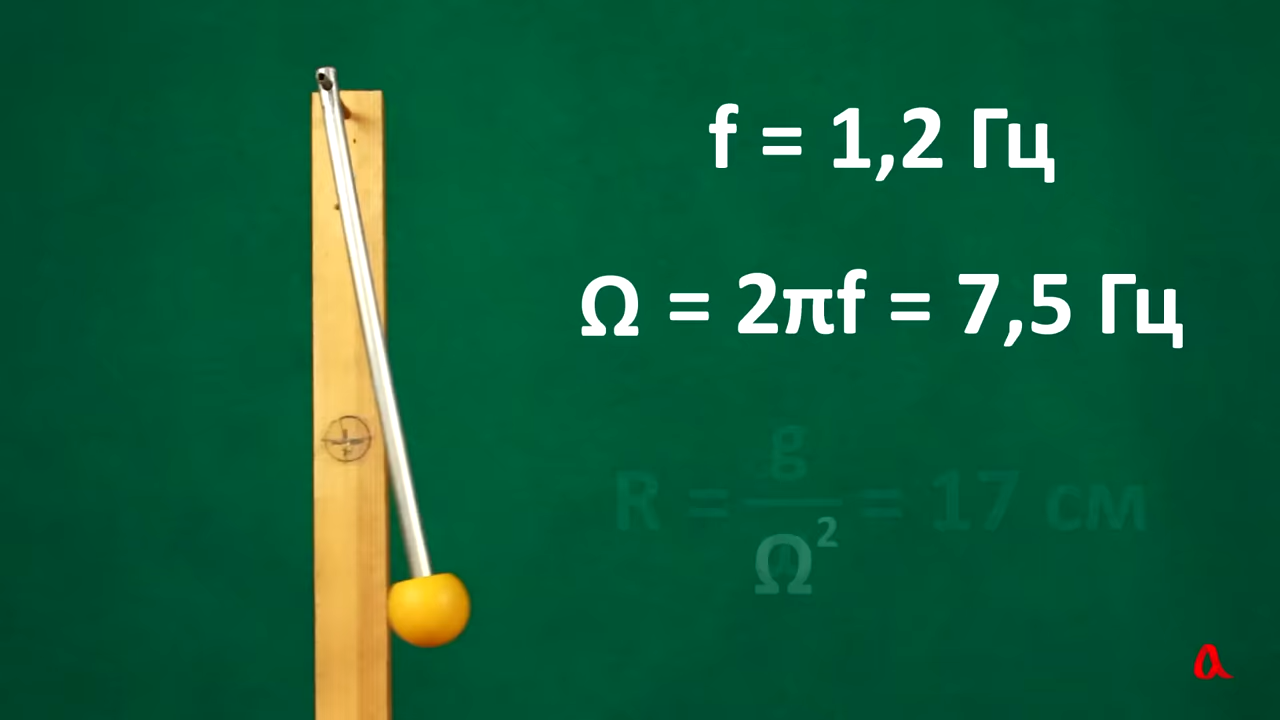 f = 1,2 Гц
Ω = 2πf = 7,5 Гц
R = g/Ω² = 17 см
a